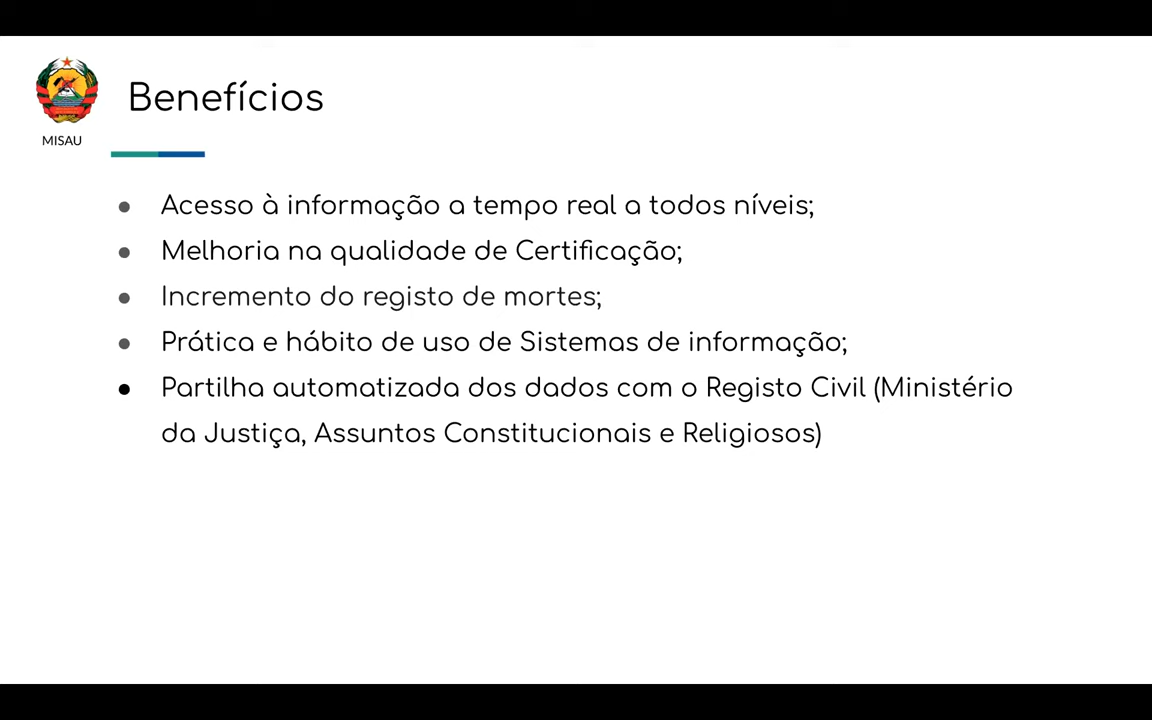 Benefícios
MISAU
● Acesso à informação a tempo real a todos níveis;
● Melhoria na qualidade de Certificação;
● Incremento do registo de mortes;
● Prática e hábito de uso de Sistemas de informação;
● Partilha automatizada dos dados com o Registo Civil (Ministério
da Justiça, Assuntos Constitucionais e Religiosos)